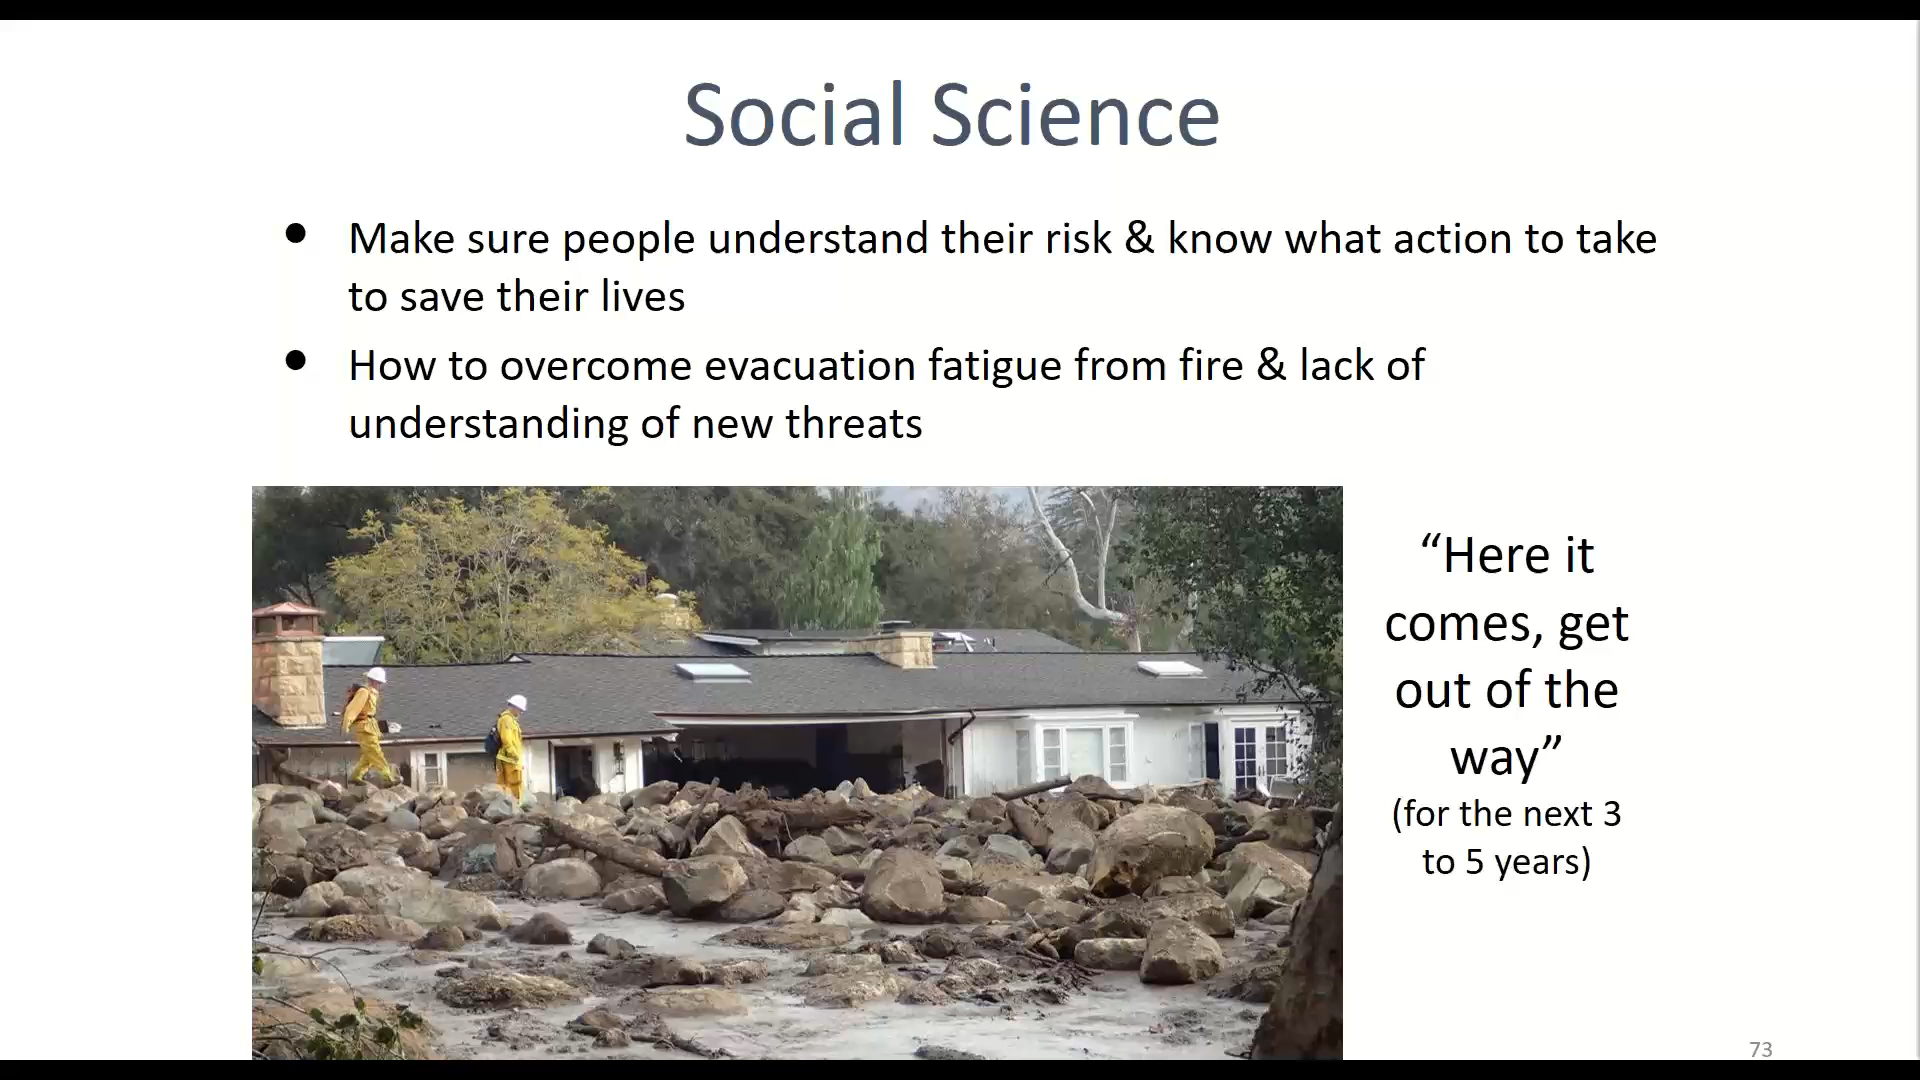 Social Science
• Make sure people understand their risk & know what action to take
to save their lives
• How to overcome evacuation fatigue from fire & lack of
understanding of new threats
“Here it
comes, get
out of the
way”
(for the next 3
to 5 years)
73